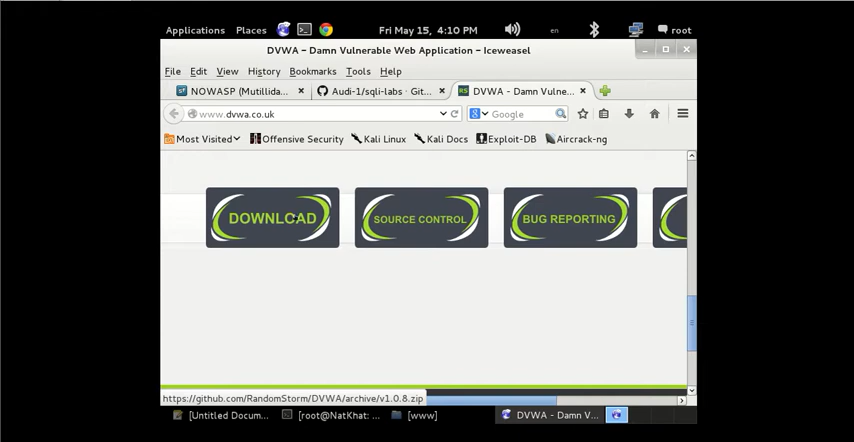 Applications Places Fri May 15, 4:10 PM en root
DVWA - Damn Vulnerable Web Application - Iceweasel
File Edit View History Bookmarks Tools Help
NOWASP (Mutillida... Audi-1/sqli-labs · Git... DVWA - Damn Vulne...
www.dvwa.co.uk Google
Most Visited Offensive Security Kali Linux Kali Docs Exploit-DB Aircrack-ng
DOWNLOAD SOURCE CONTROL BUG REPORTING
https://github.com/RandomStorm/DVWA/archive/v1.0.8.zip
[Untitled Docum... [root@NatKhat: ... [www] DVWA - Damn V...